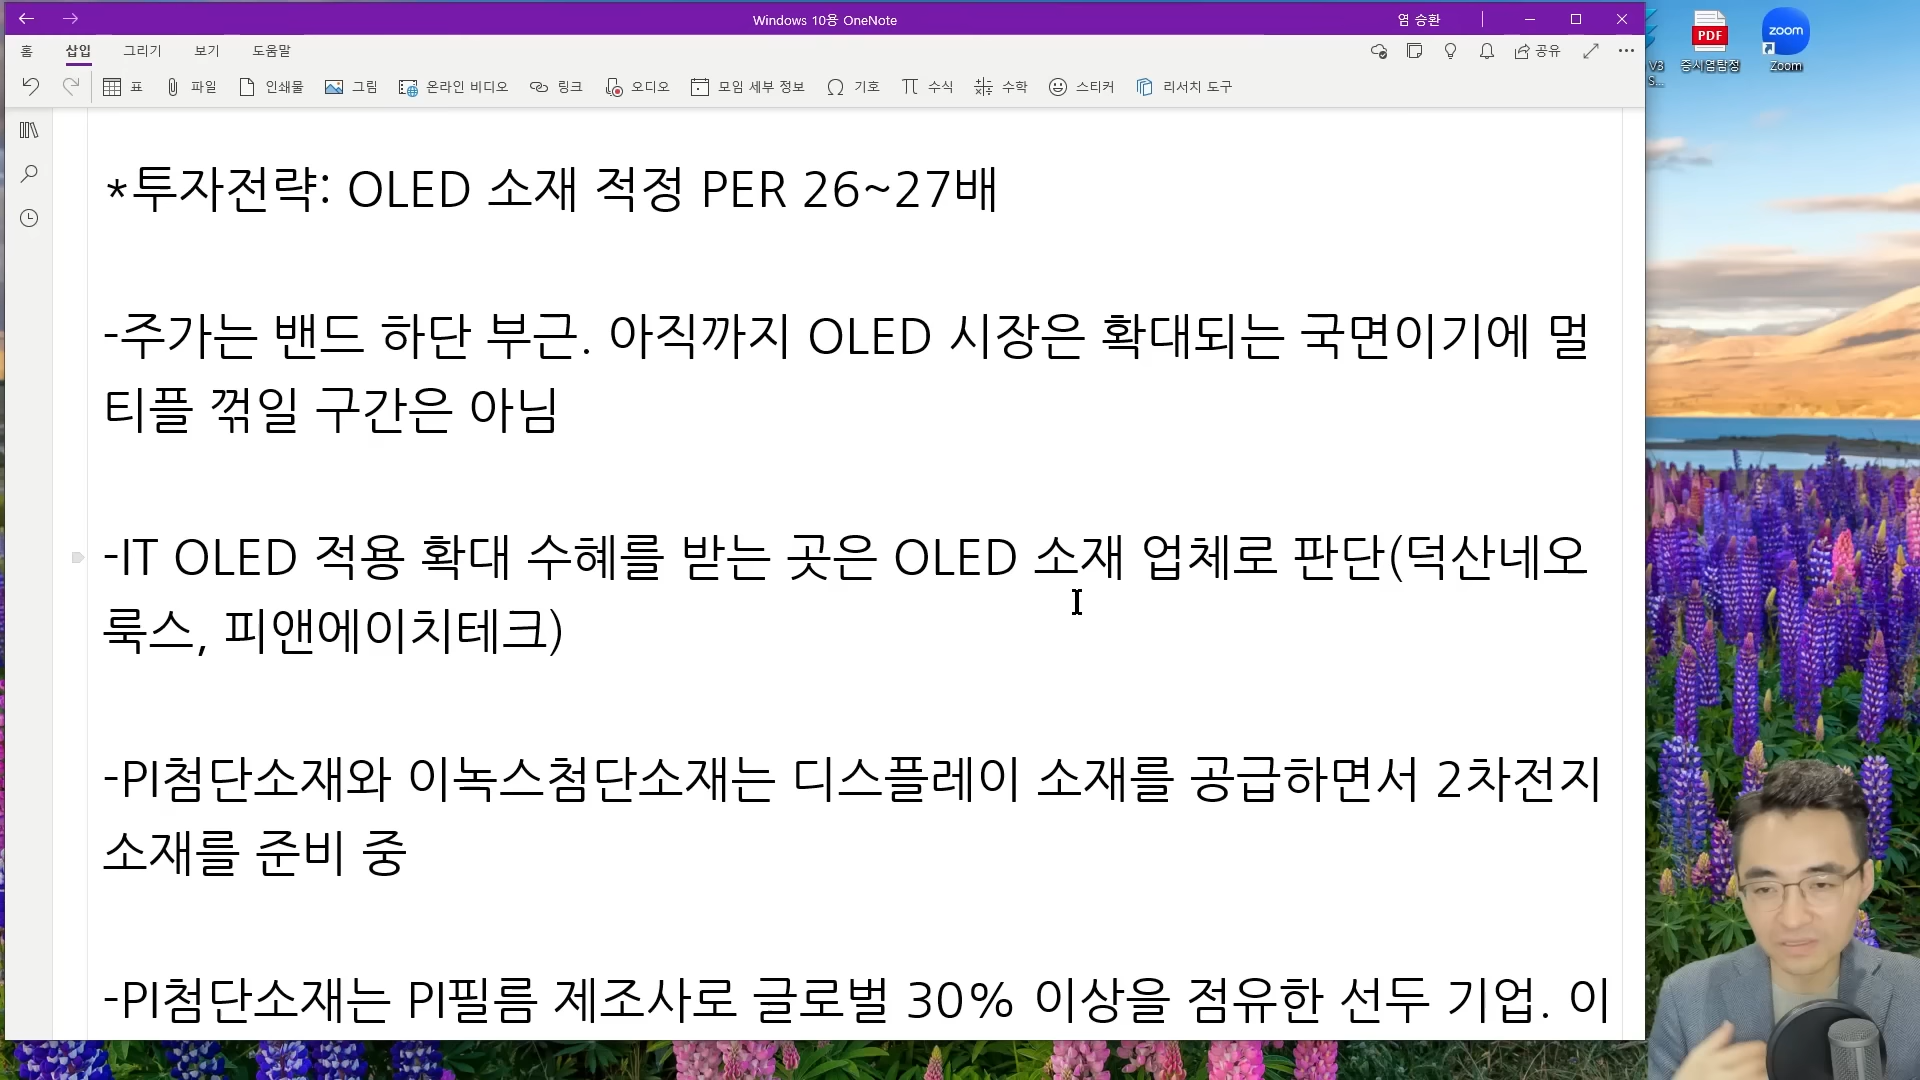 Windows 10용 OneNote
염 승환
홈 삽입 그리기 보기 도움말
공유
표 파일 인쇄물 그림 온라인 비디오 링크 오디오 모임 세부 정보 기호 수식 수학 스티커 리서치 도구
*투자전략: OLED 소재 적정 PER 26~27배
-주가는 밴드 하단 부근. 아직까지 OLED 시장은 확대되는 국면이기에 멀
티플 꺾일 구간은 아님
-IT OLED 적용 확대 수혜를 받는 곳은 OLED 소재 업체로 판단(덕산네오
룩스, 피앤에이치테크)
-PI첨단소재와 이녹스첨단소재는 디스플레이 소재를 공급하면서 2차전지
소재를 준비 중
-PI첨단소재는 PI필름 제조사로 글로벌 30% 이상을 점유한 선두 기업. 이
V3
S...
PDF
증시염탐정
zoom
Zoom